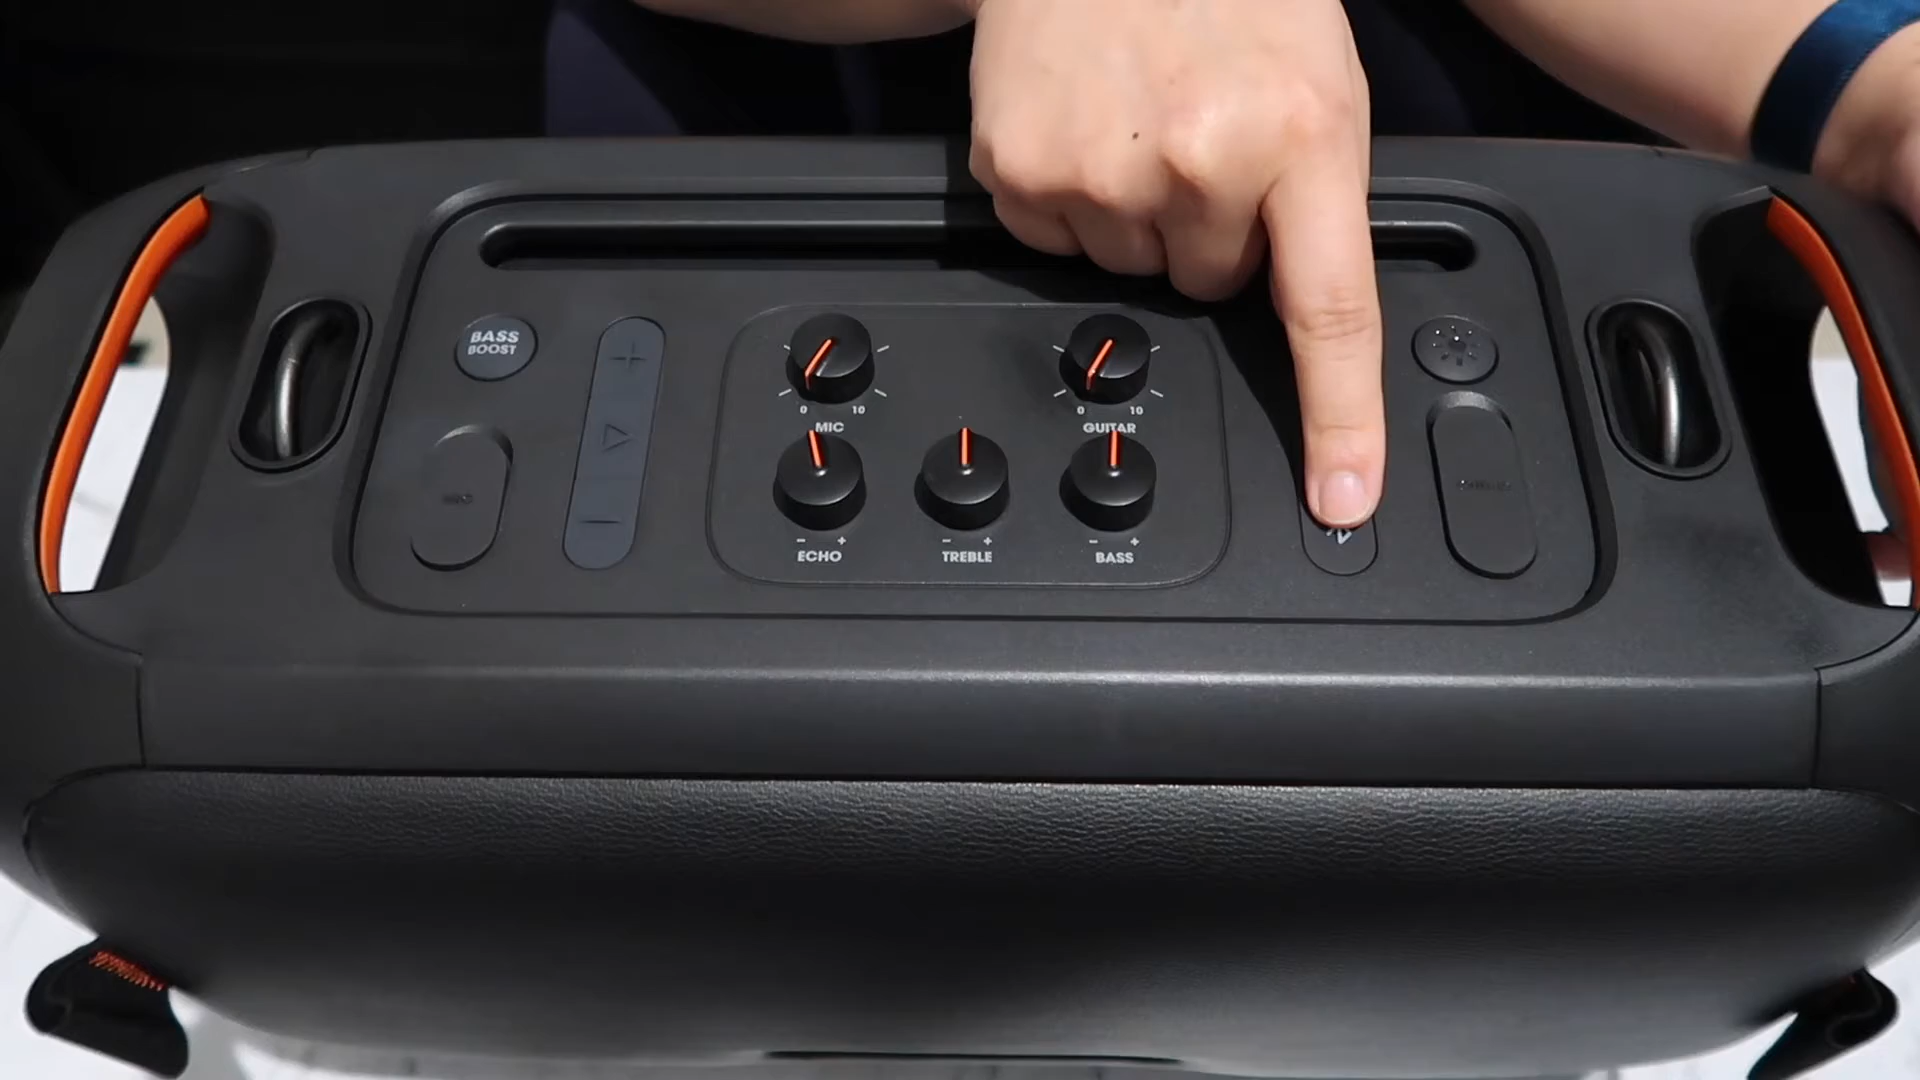 BASS
BOOST
0 10
MIC
0 10
GUITAR
- +
ECHO
- +
TREBLE
- +
BASS